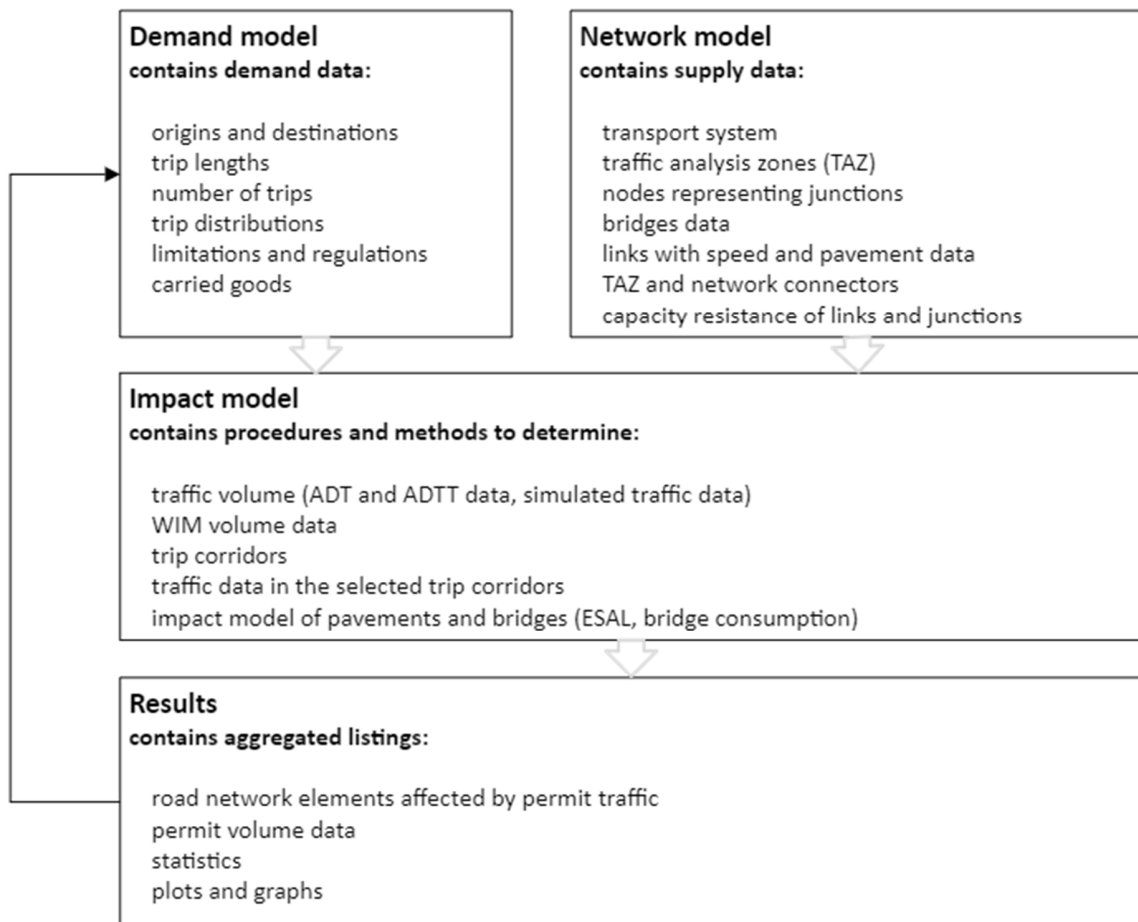 Demand model
contains demand data:
origins and destinations
trip lengths
number of trips
trip distributions
limitations and regulations
carried goods
Network model
contains supply data:
transport system
traffic analysis zones (TAZ)
nodes representing junctions
bridges data
links with speed and pavement data
TAZ and network connectors
capacity resistance of links and junctions
Impact model
contains procedures and methods to determine:
traffic volume (ADT and ADTT data, simulated traffic data)
WIM volume data
trip corridors
traffic data in the selected trip corridors
impact model of pavements and bridges (ESAL, bridge consumption)
Results
contains aggregated listings:
road network elements affected by permit traffic
permit volume data
statistics
plots and graphs